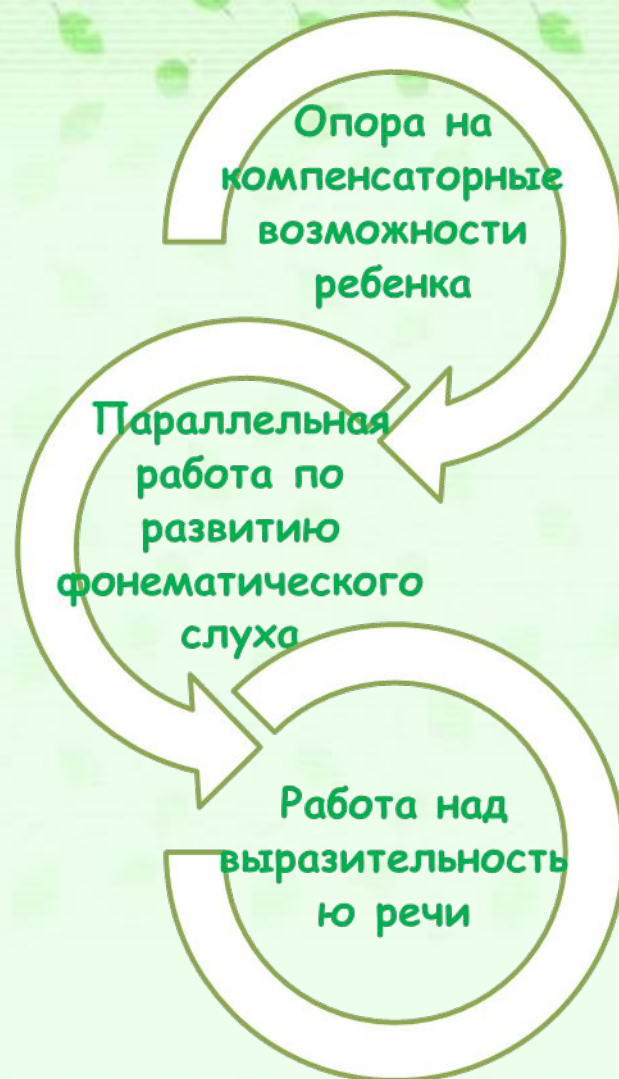 Опора на
компенсаторные
возможности
ребенка
Параллельная
работа по
развитию
фонематического
слуха
Работа над
выразительность
ю речи